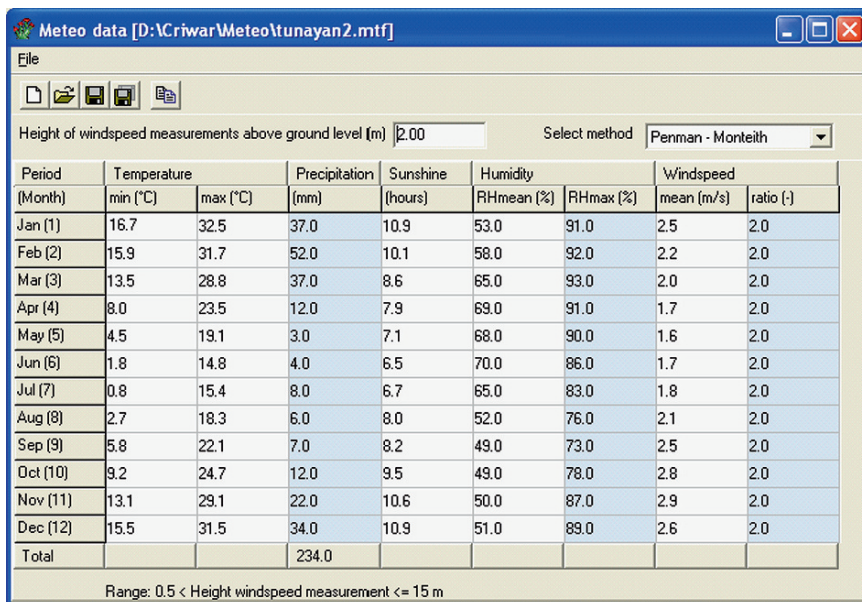 Meteo data [D:\Criwar\Meteo\tunayan2.mtf]
File
Height of windspeed measurements above ground level (m) 2.00 Select method Penman - Monteith
Period Temperature Precipitation Sunshine Humidity Windspeed
(Month) min (°C) max (°C) (mm) (hours) RHmean (%) RHmax (%) mean (m/s) ratio (-)
Jan (1) 16.7 32.5 37.0 10.9 53.0 91.0 2.5 2.0
Feb (2) 15.9 31.7 52.0 10.1 58.0 92.0 2.2 2.0
Mar (3) 13.5 28.8 37.0 8.6 65.0 93.0 2.0 2.0
Apr (4) 8.0 23.5 12.0 7.9 69.0 91.0 1.7 2.0
May (5) 4.5 19.1 3.0 7.1 68.0 90.0 1.6 2.0
Jun (6) 1.8 14.8 4.0 6.5 70.0 86.0 1.7 2.0
Jul (7) 0.8 15.4 8.0 6.7 65.0 83.0 1.8 2.0
Aug (8) 2.7 18.3 6.0 8.0 52.0 76.0 2.1 2.0
Sep (9) 5.8 22.1 7.0 8.2 49.0 73.0 2.5 2.0
Oct (10) 9.2 24.7 12.0 9.5 49.0 78.0 2.8 2.0
Nov (11) 13.1 29.1 22.0 10.6 50.0 87.0 2.9 2.0
Dec (12) 15.5 31.5 34.0 10.9 51.0 89.0 2.6 2.0
Total 234.0
Range: 0.5 < Height windspeed measurement <= 15 m